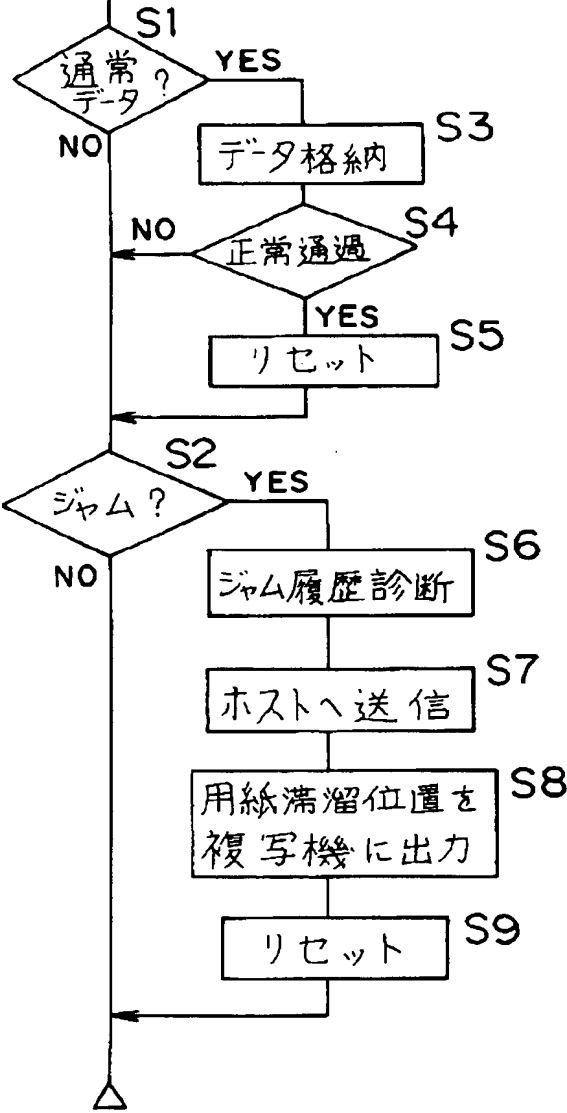 S1
通常
データ?
YES
NO
S3
データ格納
S4
正常通過
NO
YES
S5
リセット
S2
ジャム?
YES
NO
S6
ジャム履歴診断
S7
ホストへ送信
S8
用紙滞溜位置を
複写機に出力
S9
リセット